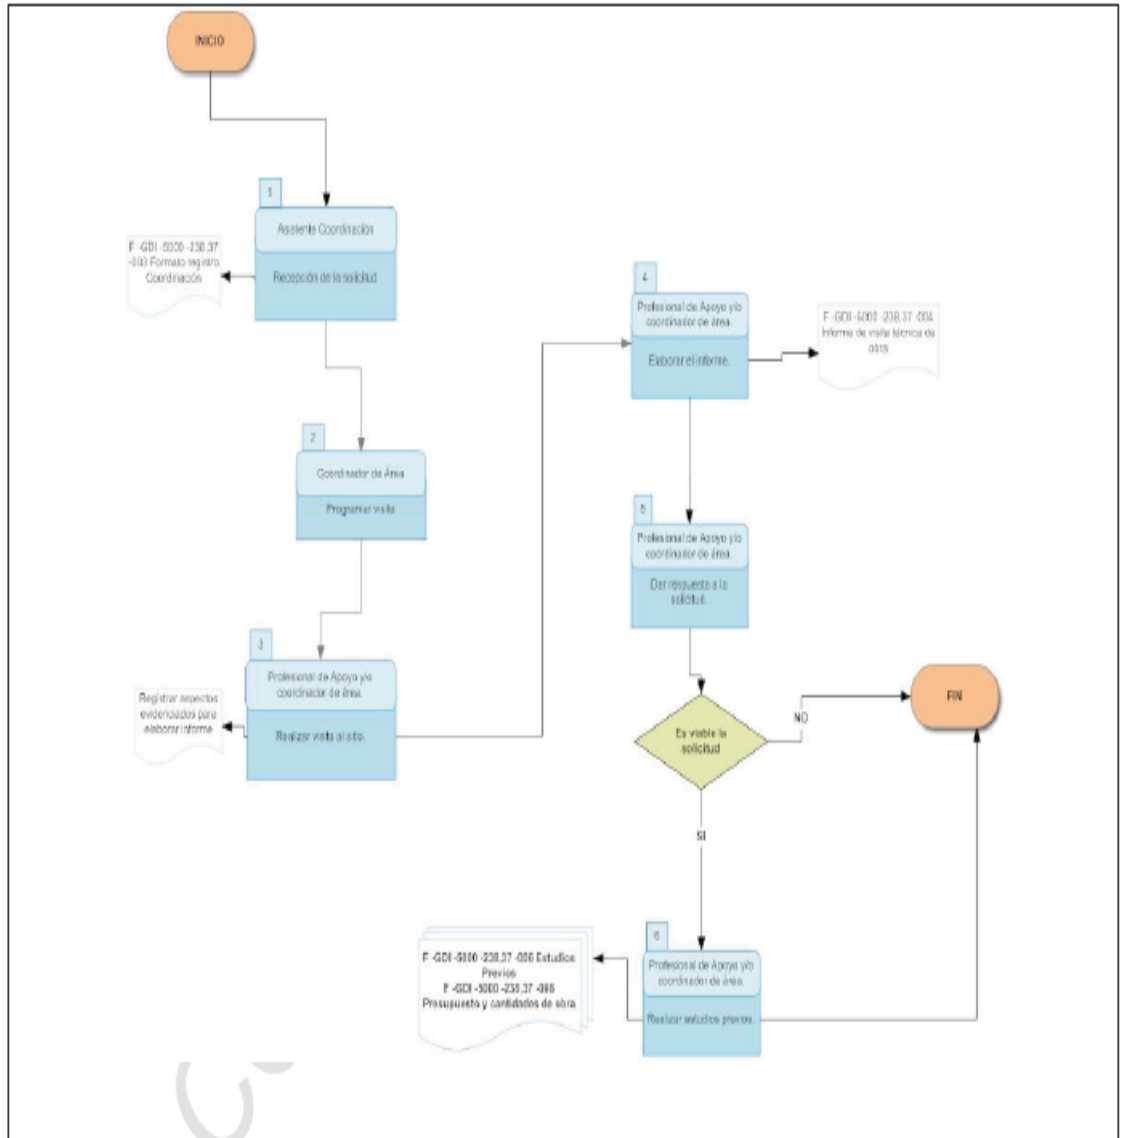 INICIO
1
Asistente Coordinación
Recepción de la solicitud
F -GDI -5000 -238,37
Formato registro
Coordinación
2
Coordinador de Área
Programar visita
3
Profesional de Apoyo y/o
coordinador de área.
Realizar visita al sitio.
Registrar aspectos
evidenciados para
elaborar informe
4
Profesional de Apoyo y/o
coordinador de área.
Elaborar el informe.
F -GDI -5000 -238,37 -004
Informe de visita técnica de
obra
5
Profesional de Apoyo y/o
coordinador de área.
Dar respuesta a la
solicitud.
Es viable la
solicitud
NO
FIN
SI
6
Profesional de Apoyo y/o
coordinador de área.
Realizar estudios previos.
F -GDI -5000 -238,37 Estudios
Previos
F -GDI -5000 -238,37
Presupuesto y cantidades de obra